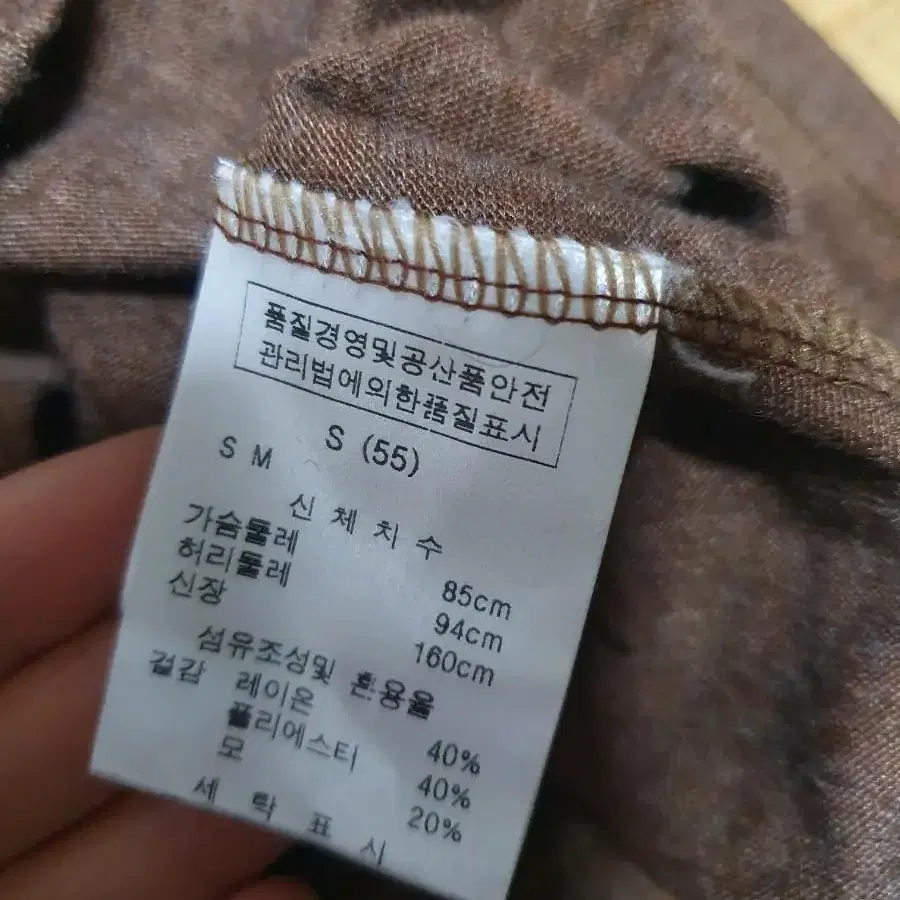 품질경영및공산품안전
관리법에의한품질표시
S M S (55)
신 체 치 수
가슴둘레 85cm
허리둘레 94cm
신장 160cm
섬유조성및 혼용율
겉감 레이온 40%
폴리에스터 40%
모 20%
세 탁 표 시